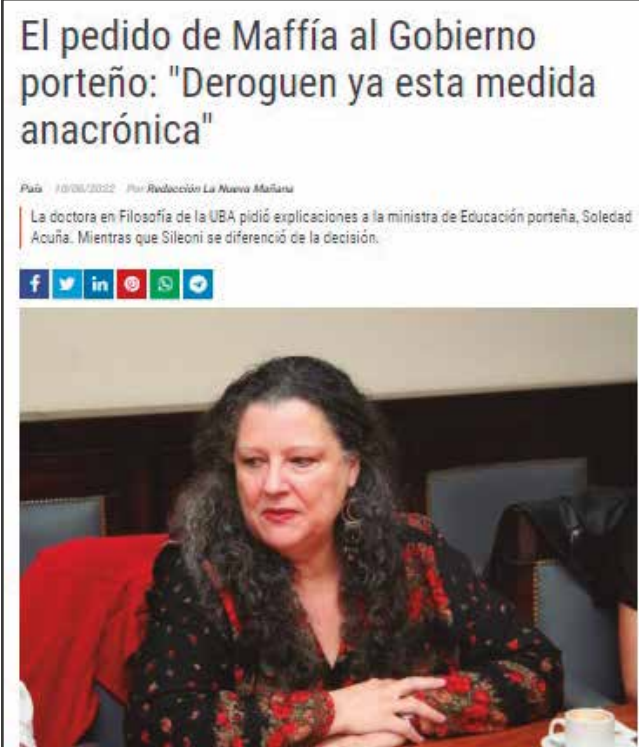 El pedido de Maffía al Gobierno
porteño: "Deroguen ya esta medida
anacrónica"
País 10/06/2022 Por Redacción La Nueva Mañana
La doctora en Filosofía de la UBA pidió explicaciones a la ministra de Educación porteña, Soledad
Acuña. Mientras que Sileoni se diferenció de la decisión.